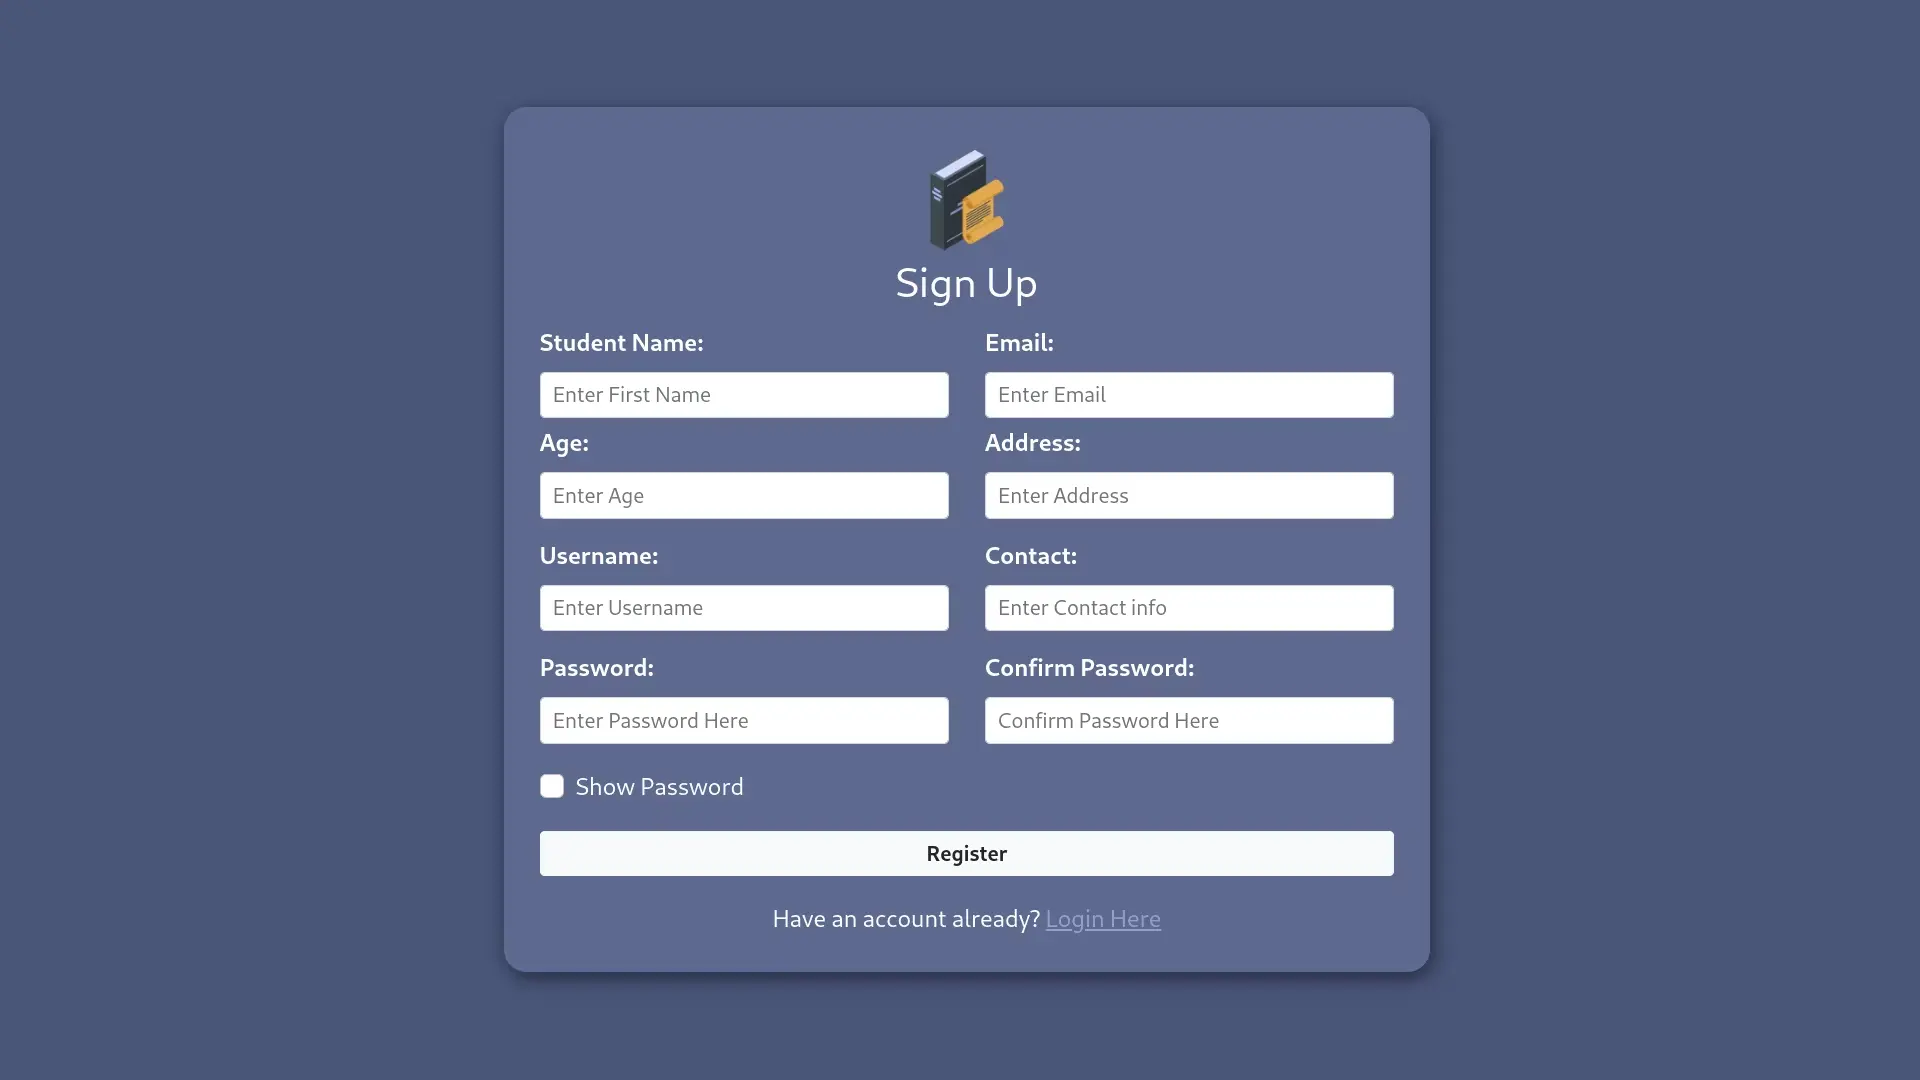 Sign Up
Student Name:
Email:
Enter First Name
Enter Email
Age:
Address:
Enter Age
Enter Address
Username:
Contact:
Enter Username
Enter Contact info
Password:
Confirm Password:
Enter Password Here
Confirm Password Here
Show Password
Register
Have an account already? Login Here